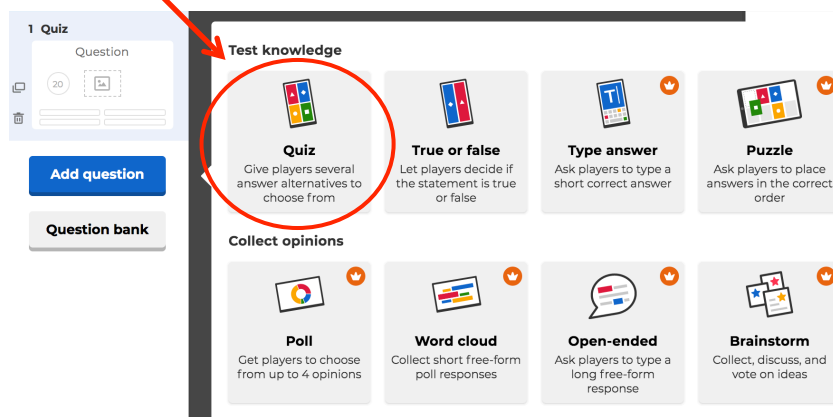 1 Quiz
Question
20
Add question
Question bank
Test knowledge
Quiz
Give players several
answer alternatives to
choose from
True or false
Let players decide if
the statement is true
or false
Type answer
Ask players to type a
short correct answer
Puzzle
Ask players to place
answers in the correct
order
Collect opinions
Poll
Get players to choose
from up to 4 opinions
Word cloud
Collect short free-form
poll responses
Open-ended
Ask players to type a
long free-form
response
Brainstorm
Collect, discuss, and
vote on ideas